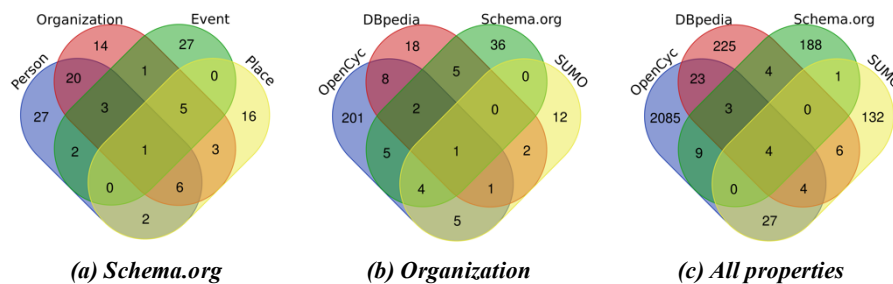 Organization Event
Person Place
14 27
20 1 0
27 3 5 16
2 1 3
0 6
2
(a) Schema.org
DBpedia Schema.org
OpenCyc SUMO
18 36
8 5 0
201 2 0 12
5 1 2
4 1
5
(b) Organization
DBpedia Schema.org
OpenCyc SUMO
225 188
23 4 1
2085 3 0 132
9 4 6
0 4
27
(c) All properties